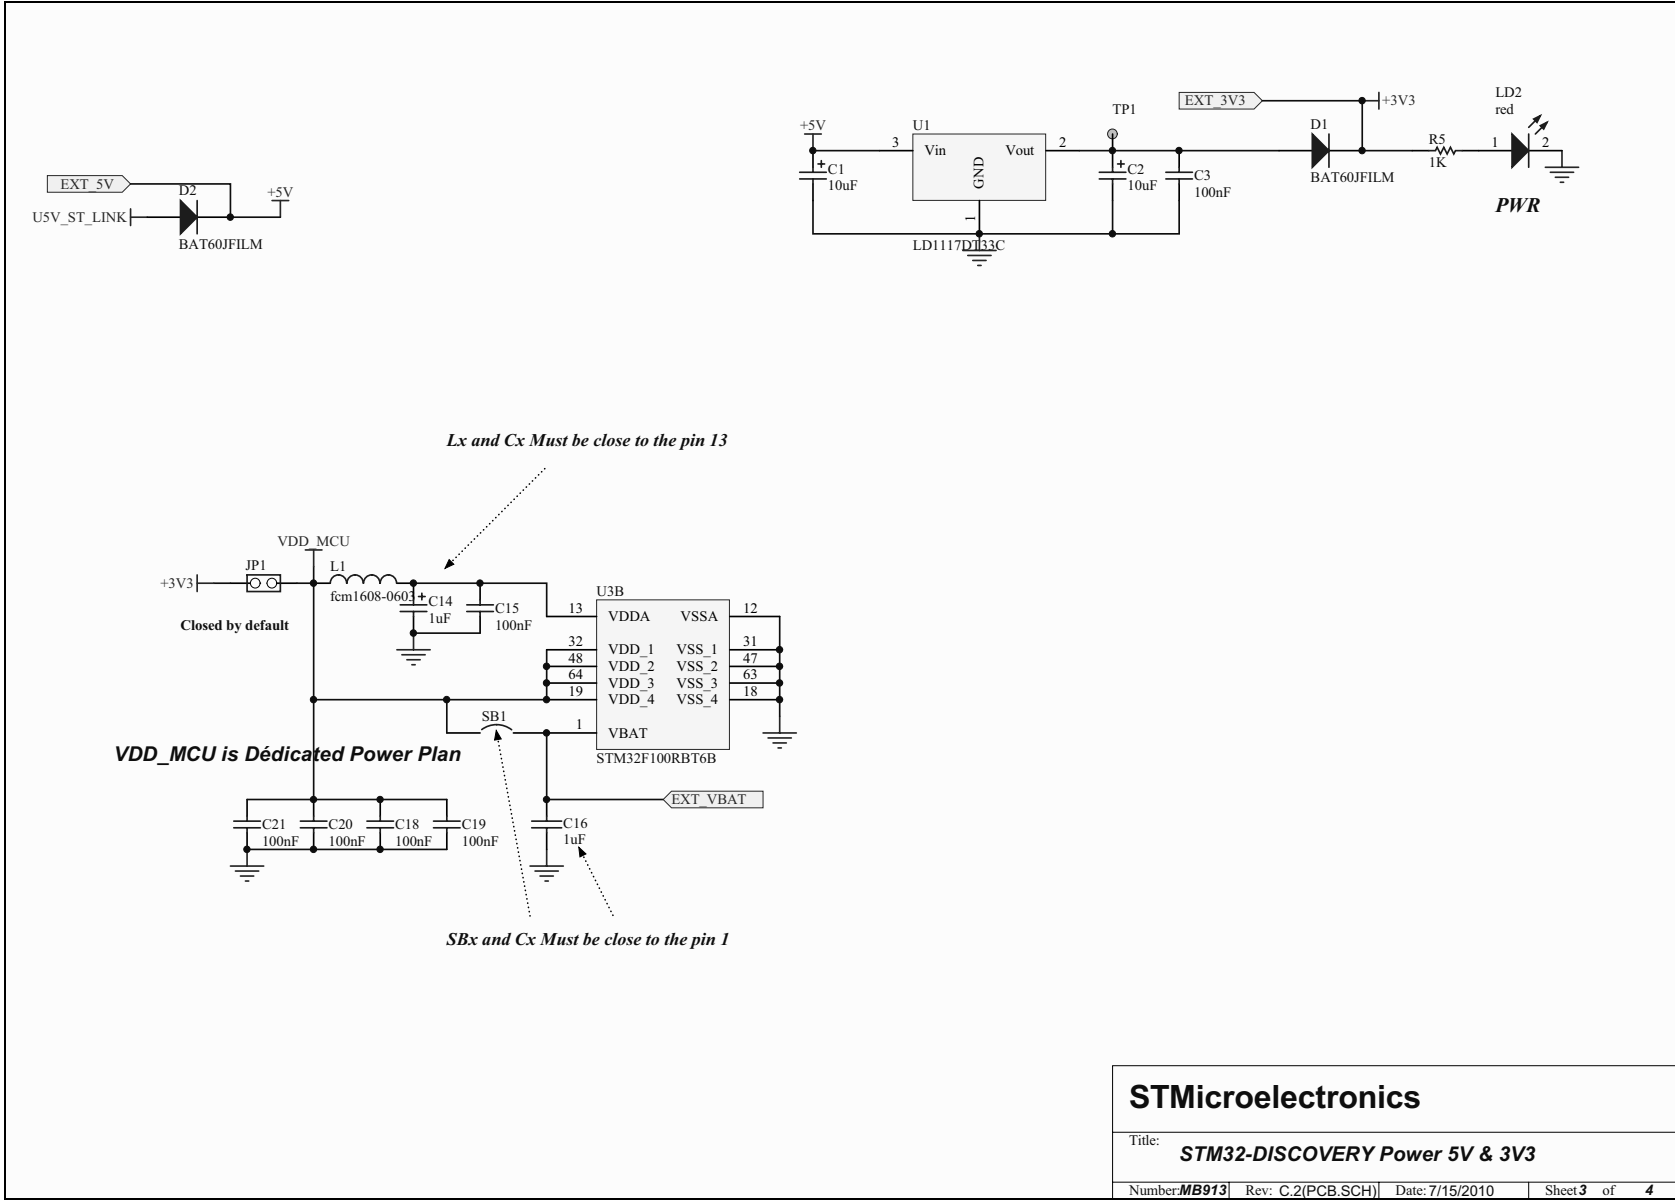 EXT_5V
D2
+5V
U5V_ST_LINK
BAT60JFILM
+5V
C1
10uF
3
U1
Vin
Vout
GND
1
2
LD1117DT33C
TP1
C2
10uF
C3
100nF
EXT_3V3
+3V3
D1
BAT60JFILM
R5
1K
LD2
red
1
2
PWR
Lx and Cx Must be close to the pin 13
VDD_MCU
+3V3
JP1
L1
fcm1608-0603
Closed by default
C14
1uF
C15
100nF
U3B
13 VDDA VSSA 12
32 VDD_1 VSS_1 31
48 VDD_2 VSS_2 47
64 VDD_3 VSS_3 63
19 VDD_4 VSS_4 18
SB1
1 VBAT
STM32F100RBT6B
VDD_MCU is Dédicated Power Plan
EXT_VBAT
C21
100nF
C20
100nF
C18
100nF
C19
100nF
C16
1uF
SBx and Cx Must be close to the pin 1
STMicroelectronics
Title:
STM32-DISCOVERY Power 5V & 3V3
Number:MB913 Rev: C.2(PCB.SCH) Date:7/15/2010 Sheet 3 of 4